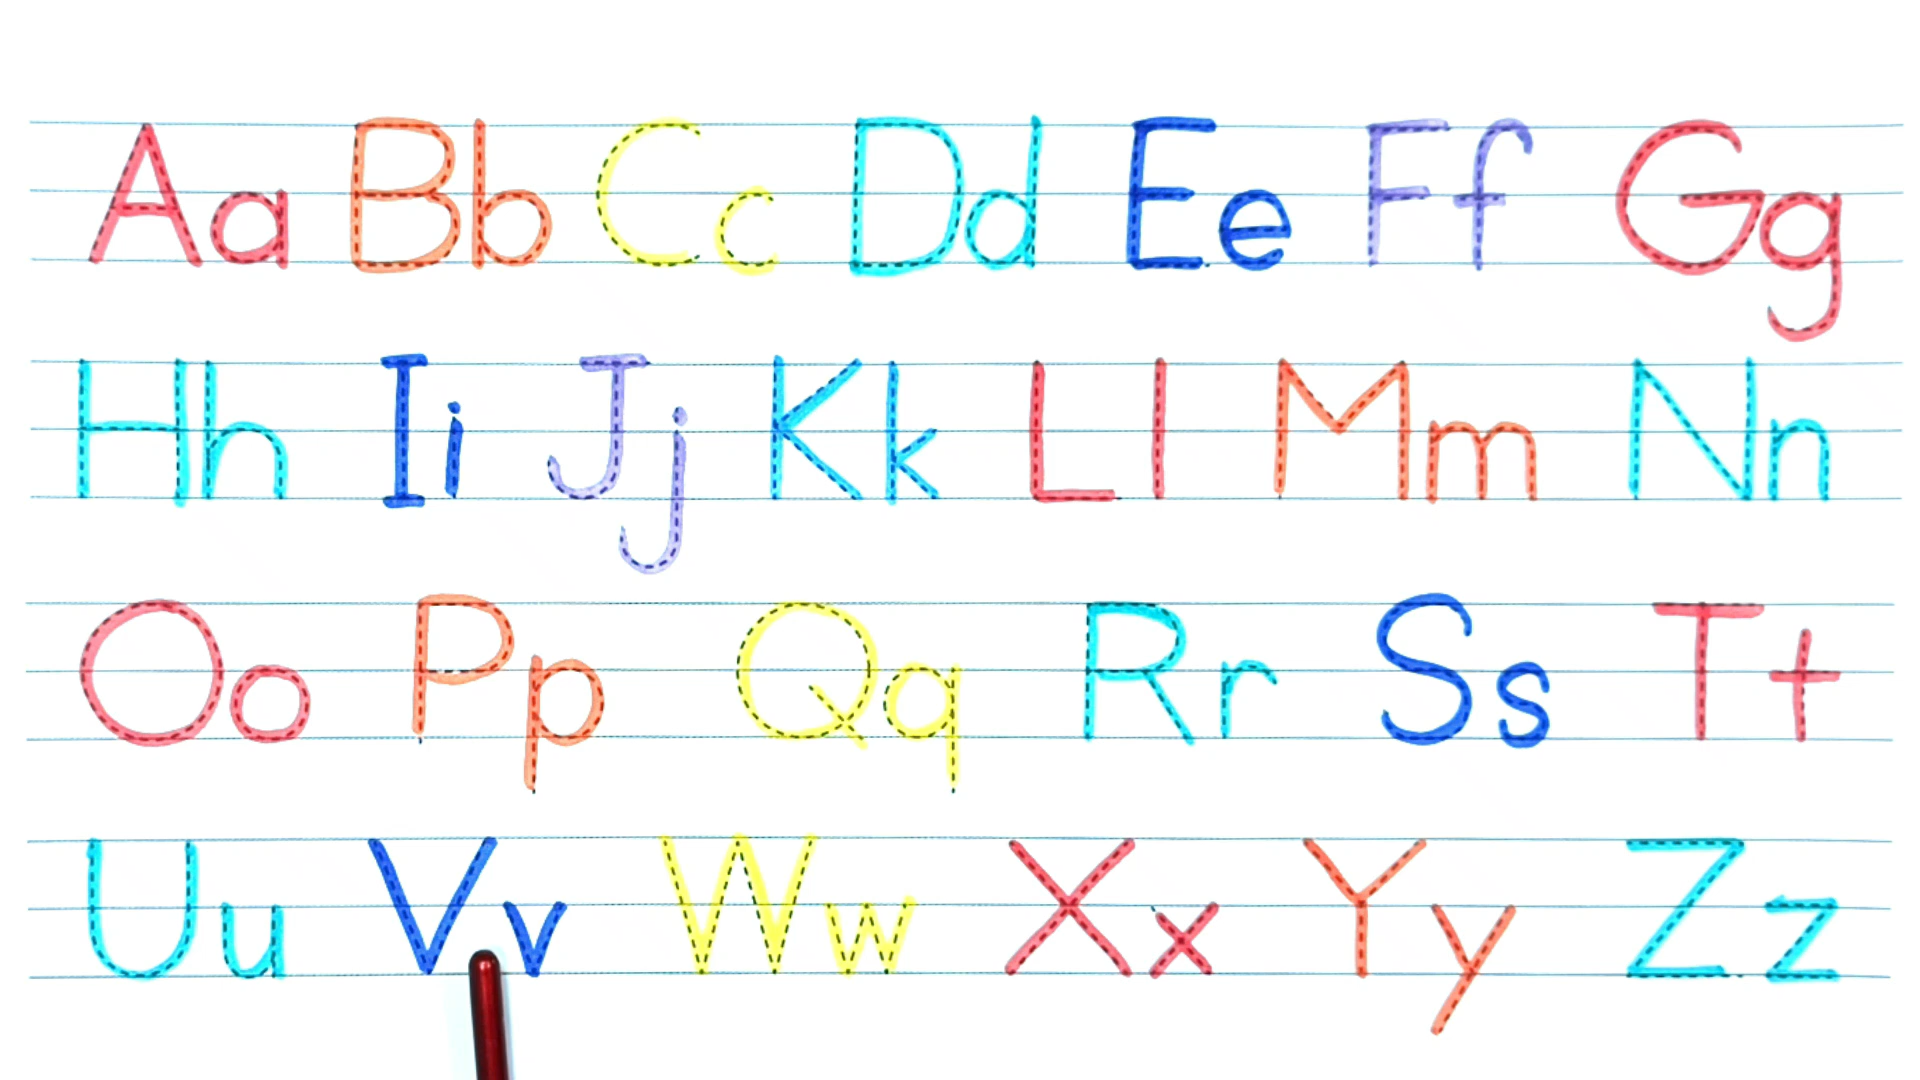 Aa Bb Cc Dd Ee Ff Gg
Hh Ii Jj Kk Ll Mm Nn
Oo Pp Qq Rr Ss Tt
Uu Vv Ww Xx Yy Zz